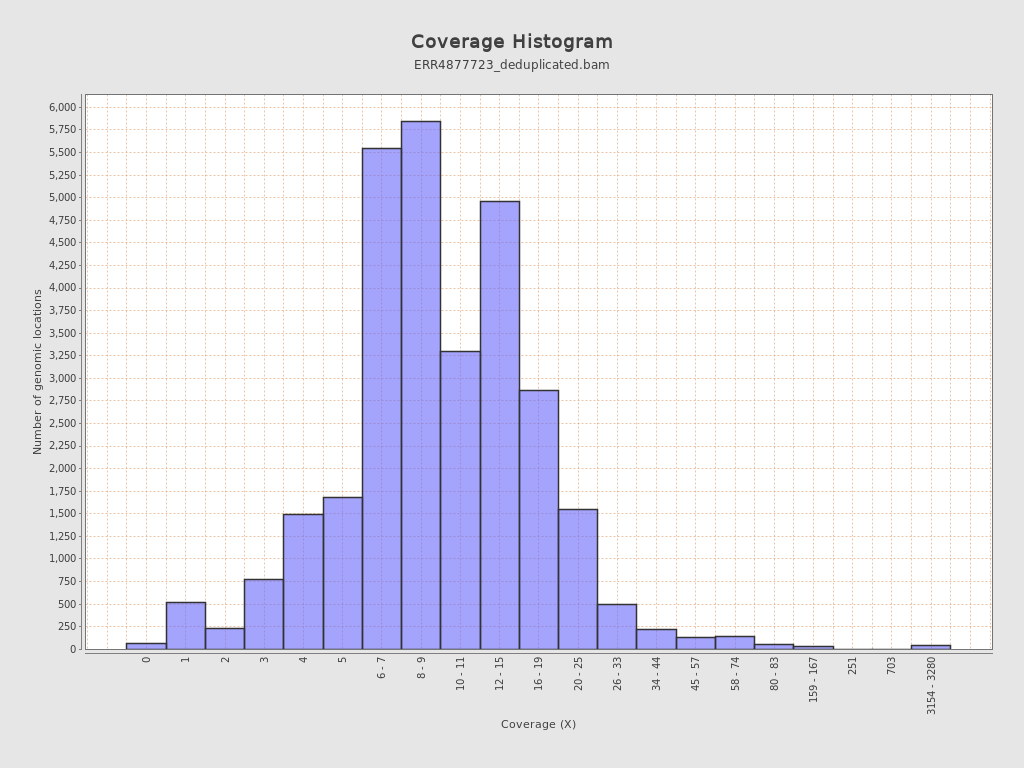 Coverage Histogram
ERR4877723_deduplicated.bam
Number of genomic locations
6,000
5,750
5,500
5,250
5,000
4,750
4,500
4,250
4,000
3,750
3,500
3,250
3,000
2,750
2,500
2,250
2,000
1,750
1,500
1,250
1,000
750
500
250
0
0
1
2
3
4
5
6 - 7
8 - 9
10 - 11
12 - 15
16 - 19
20 - 25
26 - 33
34 - 44
45 - 57
58 - 74
80 - 83
159 - 167
251
703
3154 - 3280
Coverage (X)